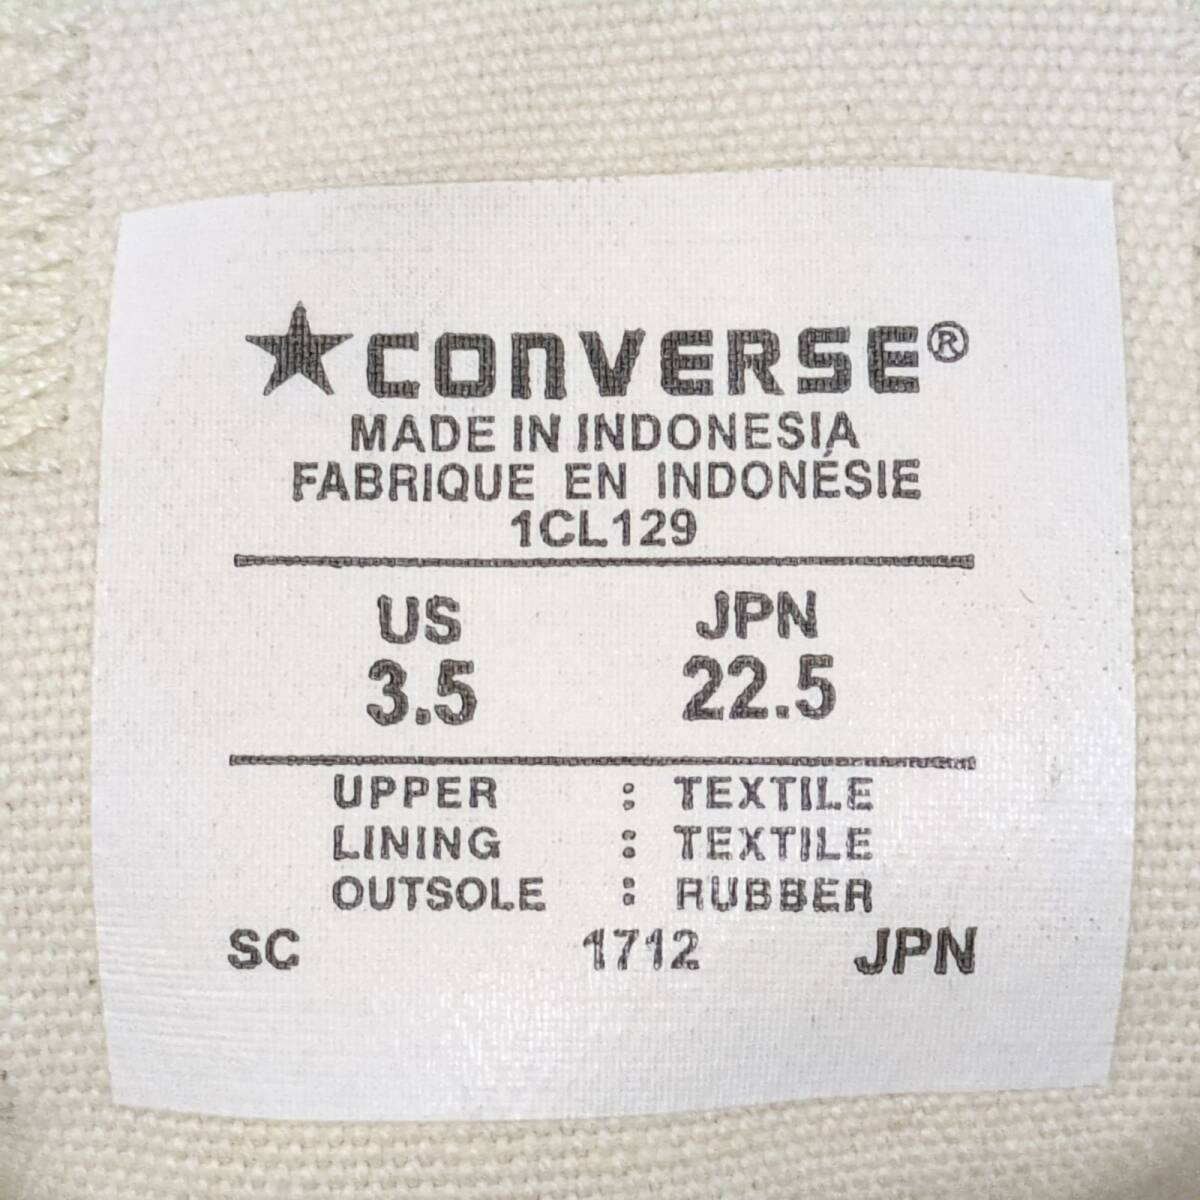 ★CONVERSE®
MADE IN INDONESIA
FABRIQUE EN INDONÉSIE
1CL129
US JPN
3.5 22.5
UPPER : TEXTILE
LINING : TEXTILE
OUTSOLE : RUBBER
SC 1712 JPN